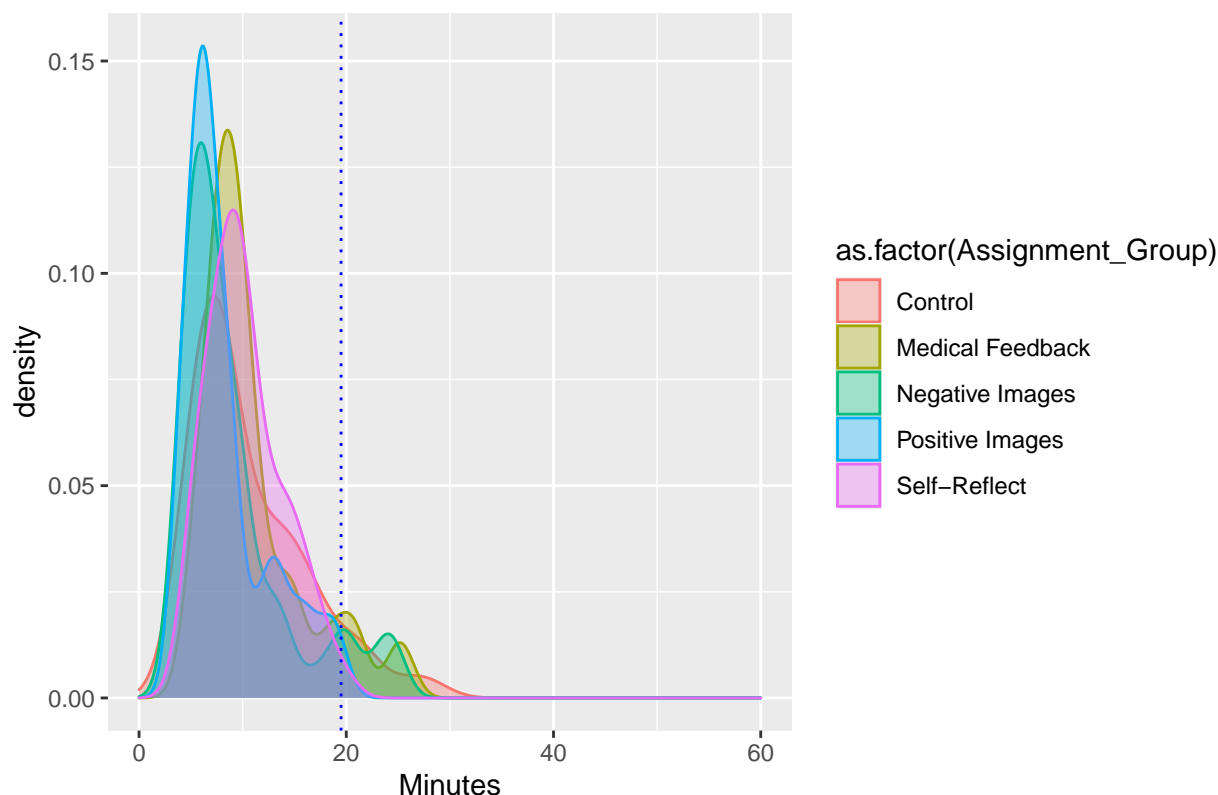 0.15
0.10
0.05
0.00
density
0
20
40
60
Minutes
as.factor(Assignment_Group)
Control
Medical Feedback
Negative Images
Positive Images
Self−Reflect